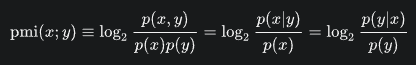 pmi(x; y) ≡ log₂ p(x, y) / p(x)p(y) = log₂ p(x|y) / p(x) = log₂ p(y|x) / p(y)